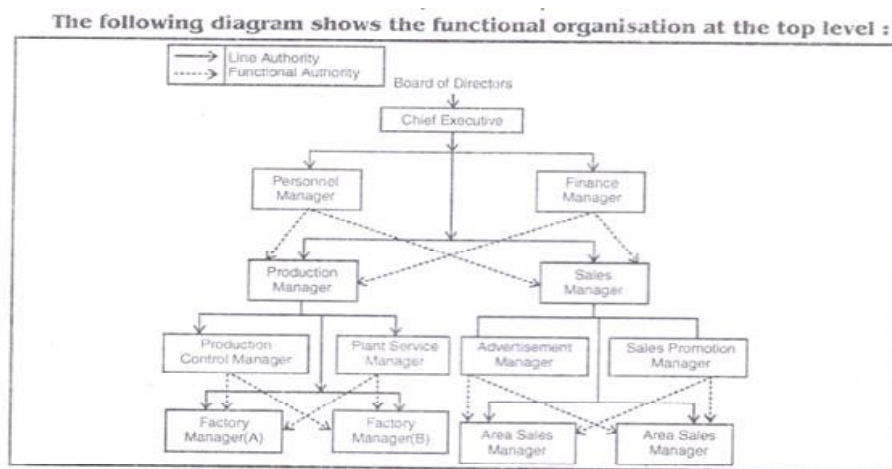 The following diagram shows the functional organisation at the top level :
Line Authority
Functional Authority
Board of Directors
Chief Executive
Personnel
Manager
Finance
Manager
Production
Manager
Sales
Manager
Production
Control Manager
Plant Service
Manager
Advertisement
Manager
Sales Promotion
Manager
Factory
Manager(A)
Factory
Manager(B)
Area Sales
Manager
Area Sales
Manager